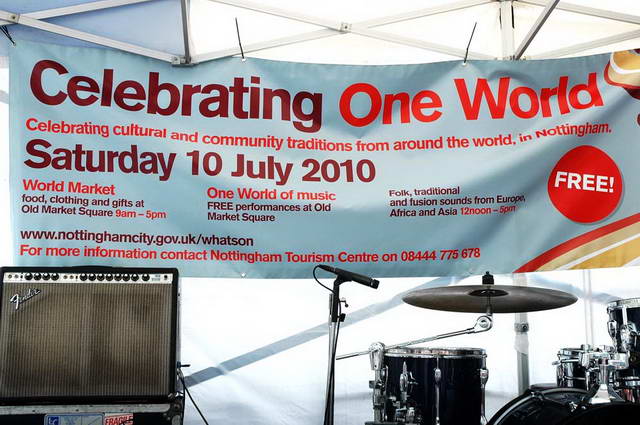 Celebrating One World
Celebrating cultural and community traditions from around the world, in Nottingham.
Saturday 10 July 2010
World Market
food, clothing and gifts at
Old Market Square 9am – 5pm
One World of music
FREE performances at Old
Market Square
Folk, traditional
and fusion sounds from Europe,
Africa and Asia 12noon – 5pm
FREE!
www.nottinghamcity.gov.uk/whatson
For more information contact Nottingham Tourism Centre on 08444 775 678
Fender
FRAGILE